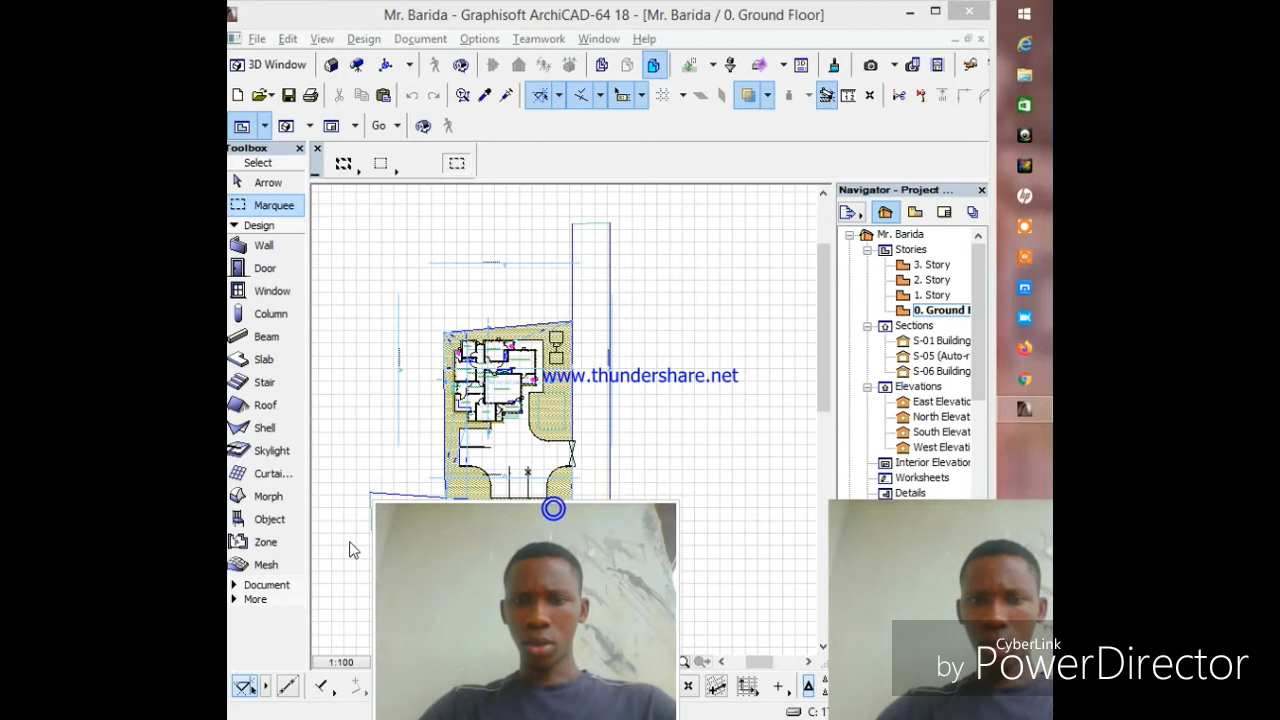 Mr. Barida - Graphisoft ArchiCAD-64 18 - [Mr. Barida / 0. Ground Floor]
File Edit View Design Document Options Teamwork Window Help
3D Window
Go
Toolbox
Select
Arrow
Marquee
Design
Wall
Door
Window
Column
Beam
Slab
Stair
Roof
Shell
Skylight
Curtai...
Morph
Object
Zone
Mesh
Document
More
www.thundershare.net
1:100
Navigator - Project ...
Mr. Barida
Stories
3. Story
2. Story
1. Story
0. Ground
Sections
S-01 Building
S-05 (Auto-r
S-06 Building
Elevations
East Elevatio
North Elevat
South Elevat
West Elevati
Interior Elevation
Worksheets
Details
CyberLink
by PowerDirector